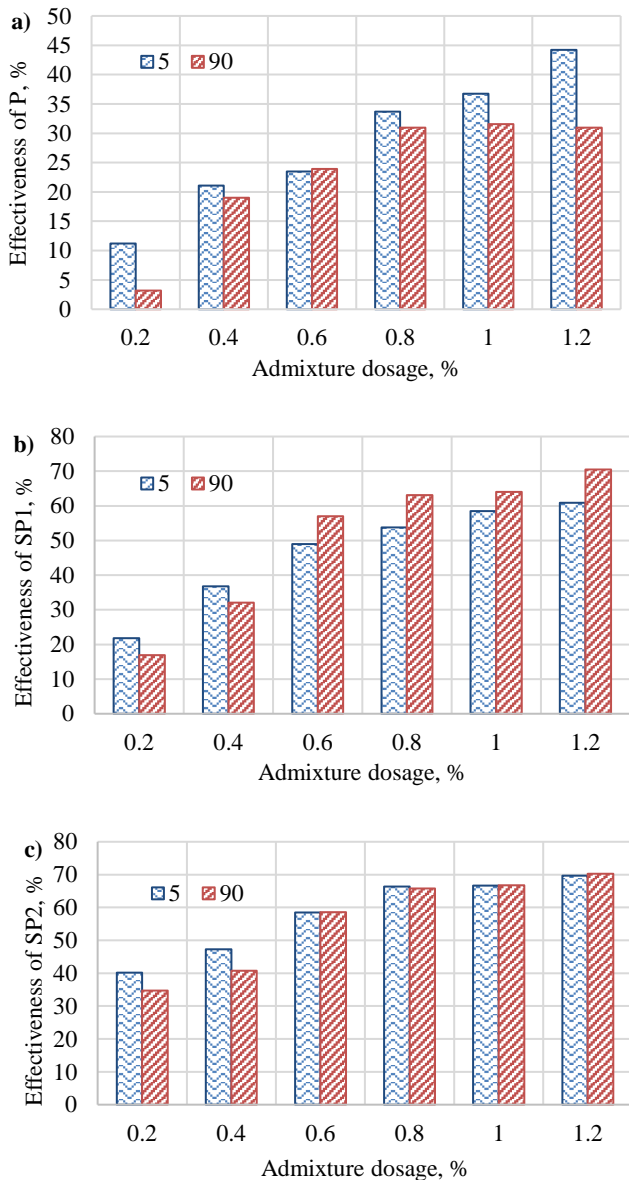 a)
Effectiveness of P, %
50
45
40
35
30
25
20
15
10
5
0
5 90
0.2 0.4 0.6 0.8 1 1.2
Admixture dosage, %
b)
Effectiveness of SP1, %
80
70
60
50
40
30
20
10
0
5 90
0.2 0.4 0.6 0.8 1 1.2
Admixture dosage, %
c)
Effectiveness of SP2, %
80
70
60
50
40
30
20
10
0
5 90
0.2 0.4 0.6 0.8 1 1.2
Admixture dosage, %